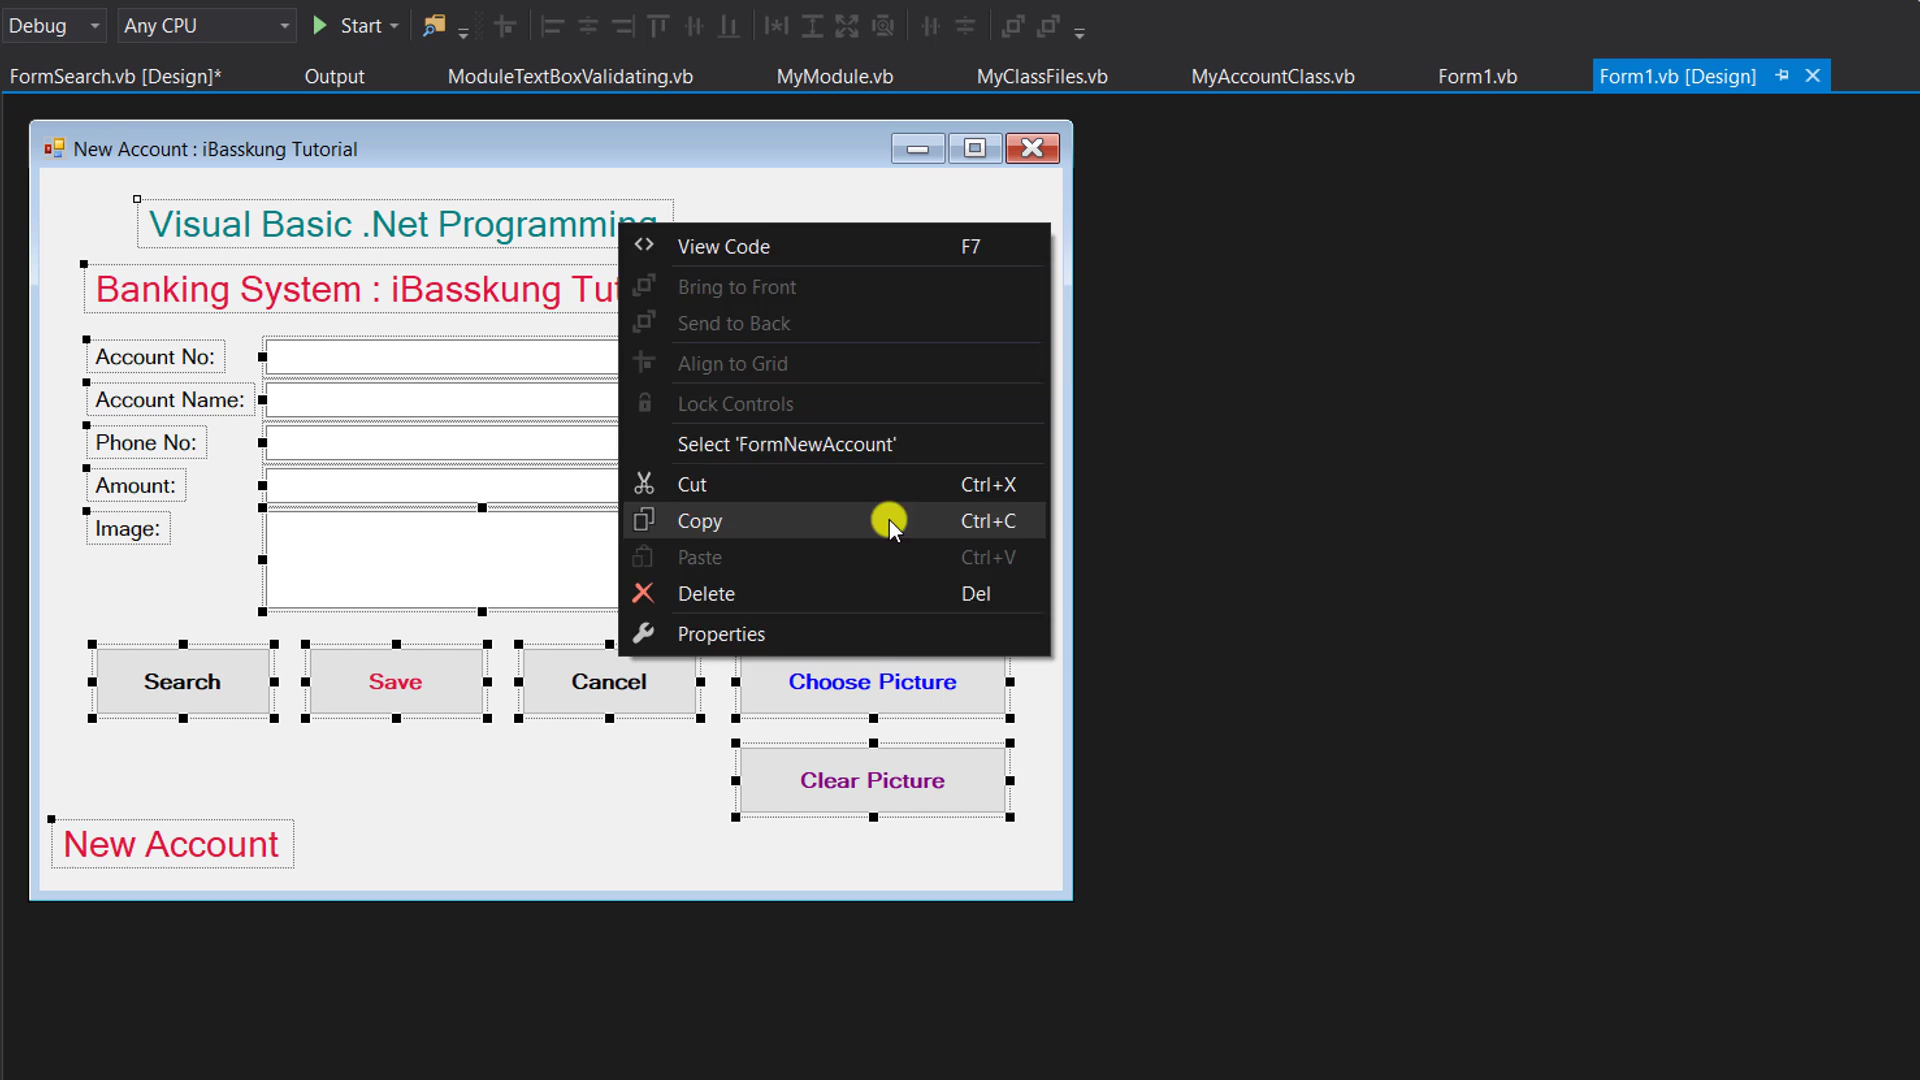 Debug Any CPU Start
FormSearch.vb [Design]* Output ModuleTextBoxValidating.vb MyModule.vb MyClassFiles.vb MyAccountClass.vb Form1.vb Form1.vb [Design]
New Account : iBasskung Tutorial
Visual Basic .Net Programming
Banking System : iBasskung
Account No:
Account Name:
Phone No:
Amount:
Image:
View Code F7
Bring to Front
Send to Back
Align to Grid
Lock Controls
Select 'FormNewAccount'
Cut Ctrl+X
Copy Ctrl+C
Paste Ctrl+V
Delete Del
Properties
Search Save Cancel Choose Picture
Clear Picture
New Account